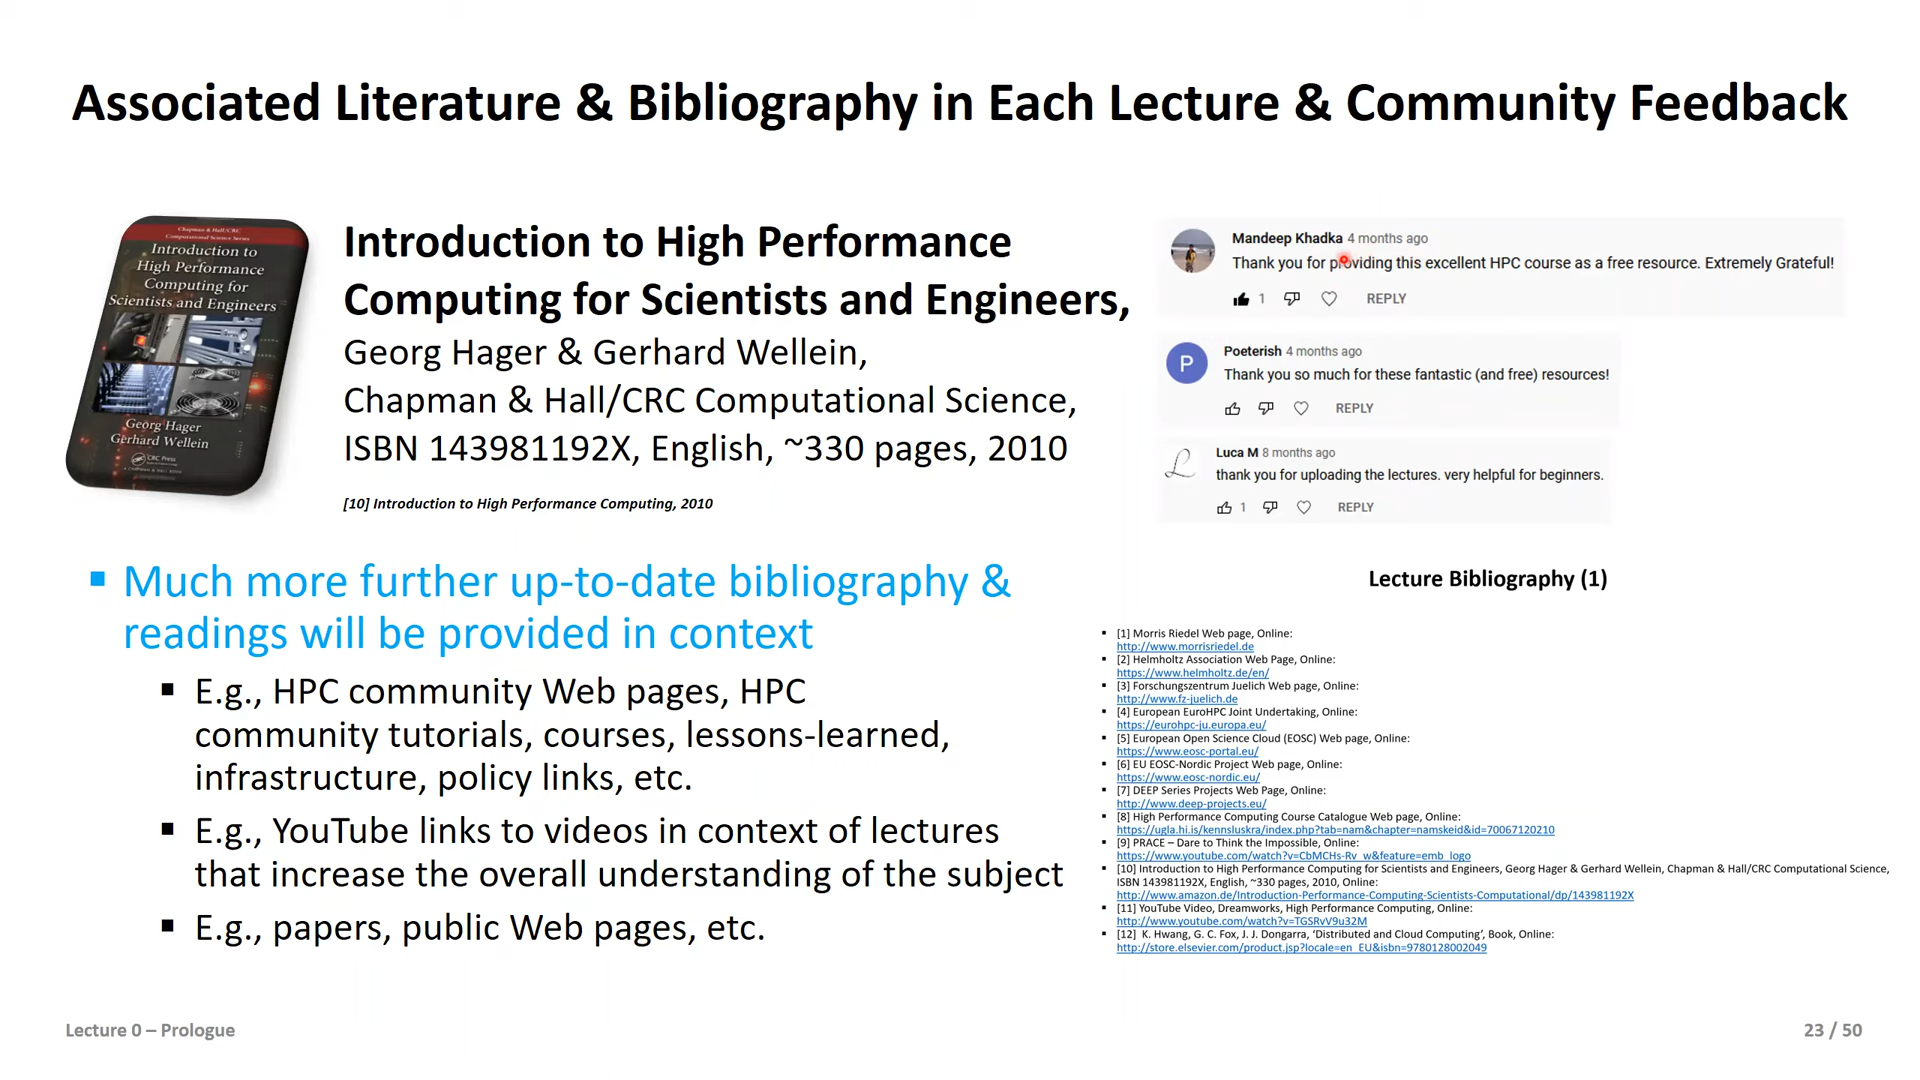 Associated Literature & Bibliography in Each Lecture & Community Feedback
Chapman & Hall/CRC
Computational Science Series
Introduction to
High Performance
Computing for
Scientists and Engineers
Georg Hager
Gerhard Wellein
CRC Press
Introduction to High Performance
Computing for Scientists and Engineers,
Georg Hager & Gerhard Wellein,
Chapman & Hall/CRC Computational Science,
ISBN 143981192X, English, ~330 pages, 2010
[10] Introduction to High Performance Computing, 2010
Mandeep Khadka 4 months ago
Thank you for providing this excellent HPC course as a free resource. Extremely Grateful!
1 REPLY
P
Poeterish 4 months ago
Thank you so much for these fantastic (and free) resources!
REPLY
L
Luca M 8 months ago
thank you for uploading the lectures. very helpful for beginners.
1 REPLY
▪ Much more further up-to-date bibliography &
readings will be provided in context
▪ E.g., HPC community Web pages, HPC
community tutorials, courses, lessons-learned,
infrastructure, policy links, etc.
▪ E.g., YouTube links to videos in context of lectures
that increase the overall understanding of the subject
▪ E.g., papers, public Web pages, etc.
Lecture Bibliography (1)
▪ [1] Morris Riedel Web page, Online:
http://www.morrisriedel.de
▪ [2] Helmholtz Association Web Page, Online:
https://www.helmholtz.de/en/
▪ [3] Forschungszentrum Juelich Web page, Online:
http://www.fz-juelich.de
▪ [4] European EuroHPC Joint Undertaking, Online:
https://eurohpc-ju.europa.eu/
▪ [5] European Open Science Cloud (EOSC) Web page, Online:
https://www.eosc-portal.eu/
▪ [6] EU EOSC-Nordic Project Web page, Online:
https://www.eosc-nordic.eu/
▪ [7] DEEP Series Projects Web Page, Online:
http://www.deep-projects.eu/
▪ [8] High Performance Computing Course Catalogue Web page, Online:
https://ugla.hi.is/kennsluskra/index.php?tab=nam&chapter=namskeid&id=70067120210
▪ [9] PRACE – Dare to Think the Impossible, Online:
https://www.youtube.com/watch?v=CbMCHs-Rv_w&feature=emb_logo
▪ [10] Introduction to High Performance Computing for Scientists and Engineers, Georg Hager & Gerhard Wellein, Chapman & Hall/CRC Computational Science,
ISBN 143981192X, English, ~330 pages, 2010, Online:
http://www.amazon.de/Introduction-Performance-Computing-Scientists-Computational/dp/143981192X
▪ [11] YouTube Video, Dreamworks, High Performance Computing, Online:
http://www.youtube.com/watch?v=TGSRvV9u32M
▪ [12] K. Hwang, G. C. Fox, J. J. Dongarra, ‘Distributed and Cloud Computing’, Book, Online:
http://store.elsevier.com/product.jsp?locale=en_EU&isbn=9780128002049
Lecture 0 – Prologue
23 / 50